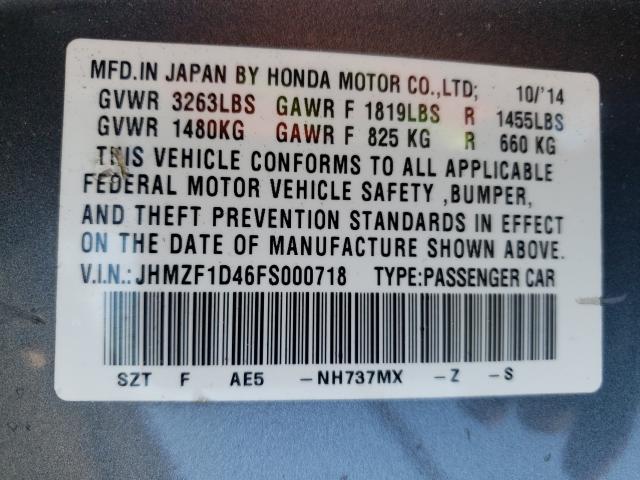 MFD.IN JAPAN BY HONDA MOTOR CO.,LTD; 10/'14
GVWR 3263LBS GAWR F 1819LBS R 1455LBS
GVWR 1480KG GAWR F 825 KG R 660 KG
THIS VEHICLE CONFORMS TO ALL APPLICABLE
FEDERAL MOTOR VEHICLE SAFETY ,BUMPER,
AND THEFT PREVENTION STANDARDS IN EFFECT
ON THE DATE OF MANUFACTURE SHOWN ABOVE.
V.I.N.: JHMZF1D46FS000718 TYPE:PASSENGER CAR
SZT F AE5 -NH737MX -Z -S